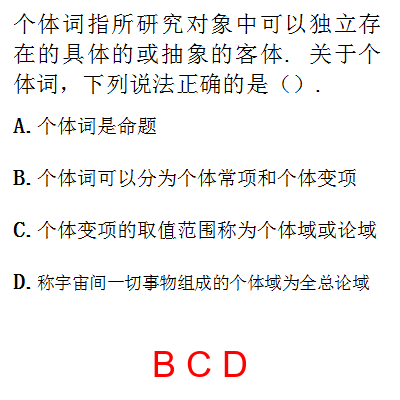 个体词指所研究对象中可以独立存
在的具体的或抽象的客体. 关于个
体词，下列说法正确的是（）.
A. 个体词是命题
B. 个体词可以分为个体常项和个体变项
C. 个体变项的取值范围称为个体域或论域
D. 称宇宙间一切事物组成的个体域为全总论域
B C D